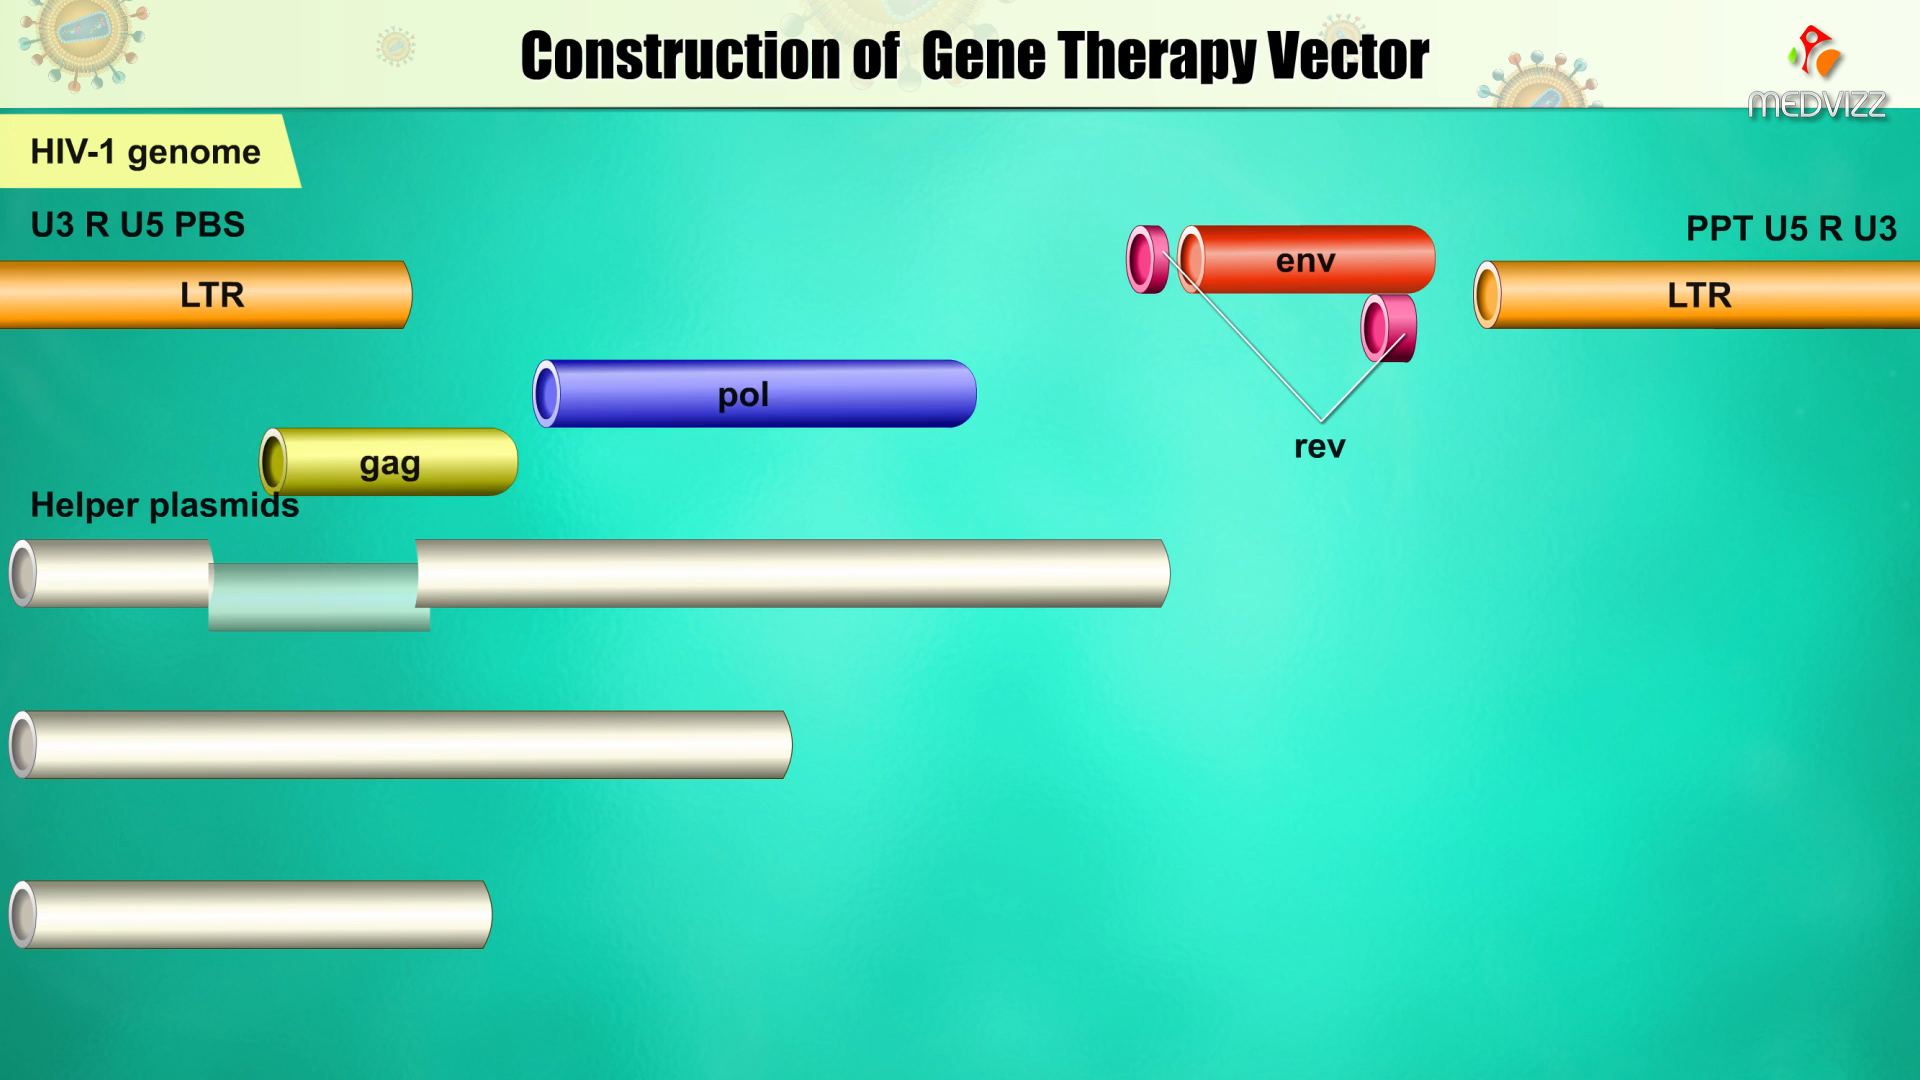 Construction of Gene Therapy Vector
MEDVIZZ
HIV-1 genome
U3 R U5 PBS
PPT U5 R U3
LTR
env
LTR
pol
rev
gag
Helper plasmids